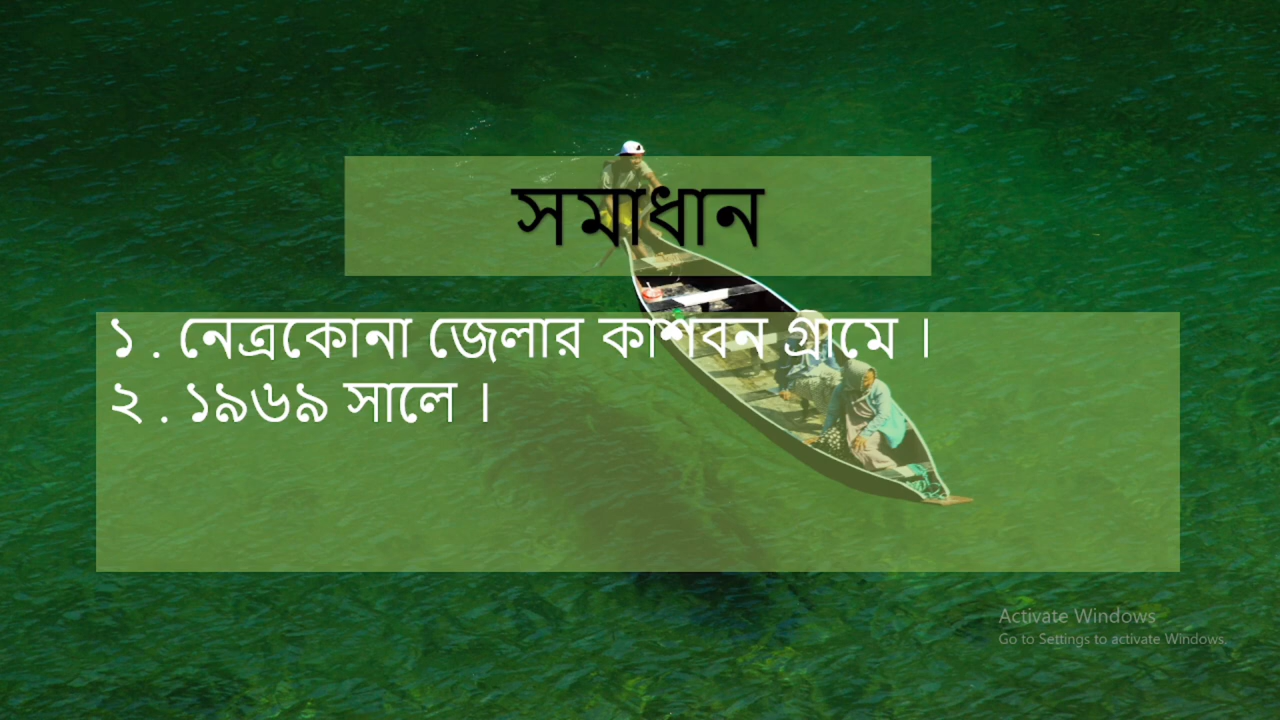 সমাধান
১ . নেত্রকোনা জেলার কাশবন গ্রামে ।
২ . ১৯৬৯ সালে ।
Activate Windows
Go to Settings to activate Windows.